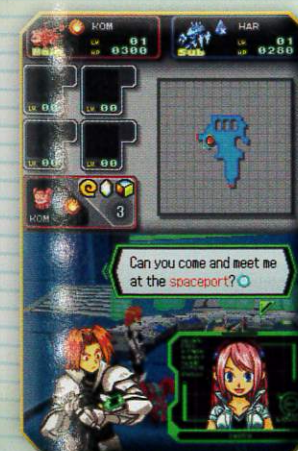 KOM
LV 01
Main HP 0300
HAR
LV 01
Sub HP 0280
LV 00
LV 00
LV 00
LV 00
KOM
3
Can you come and meet me
at the spaceport?